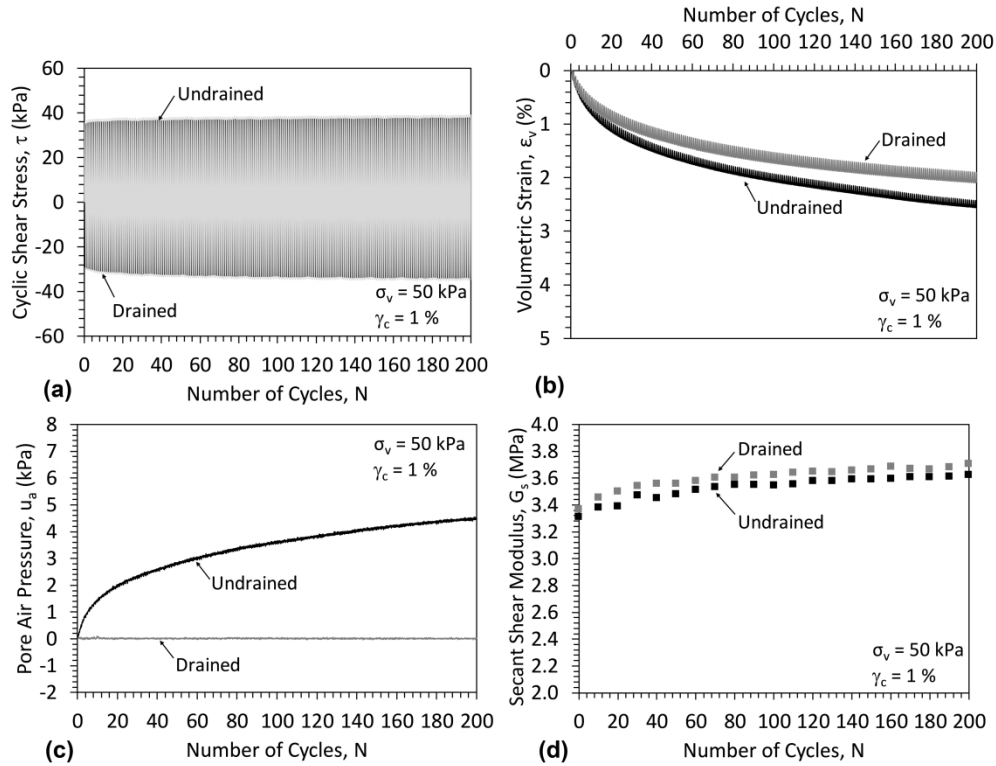 60
40
20
0
-20
-40
-60
Cyclic Shear Stress, τ (kPa)
Undrained
Drained
σv = 50 kPa
γc = 1 %
0 20 40 60 80 100 120 140 160 180 200
Number of Cycles, N
(a)
Number of Cycles, N
0 20 40 60 80 100 120 140 160 180 200
0
1
2
3
4
5
Volumetric Strain, εv (%)
Drained
Undrained
σv = 50 kPa
γc = 1 %
(b)
8
7
6
5
4
3
2
1
0
-1
-2
Pore Air Pressure, ua (kPa)
σv = 50 kPa
γc = 1 %
Undrained
Drained
0 20 40 60 80 100 120 140 160 180 200
Number of Cycles, N
(c)
4.0
3.8
3.6
3.4
3.2
3.0
2.8
2.6
2.4
2.2
2.0
Secant Shear Modulus, Gs (MPa)
Drained
Undrained
σv = 50 kPa
γc = 1 %
0 20 40 60 80 100 120 140 160 180 200
Number of Cycles, N
(d)